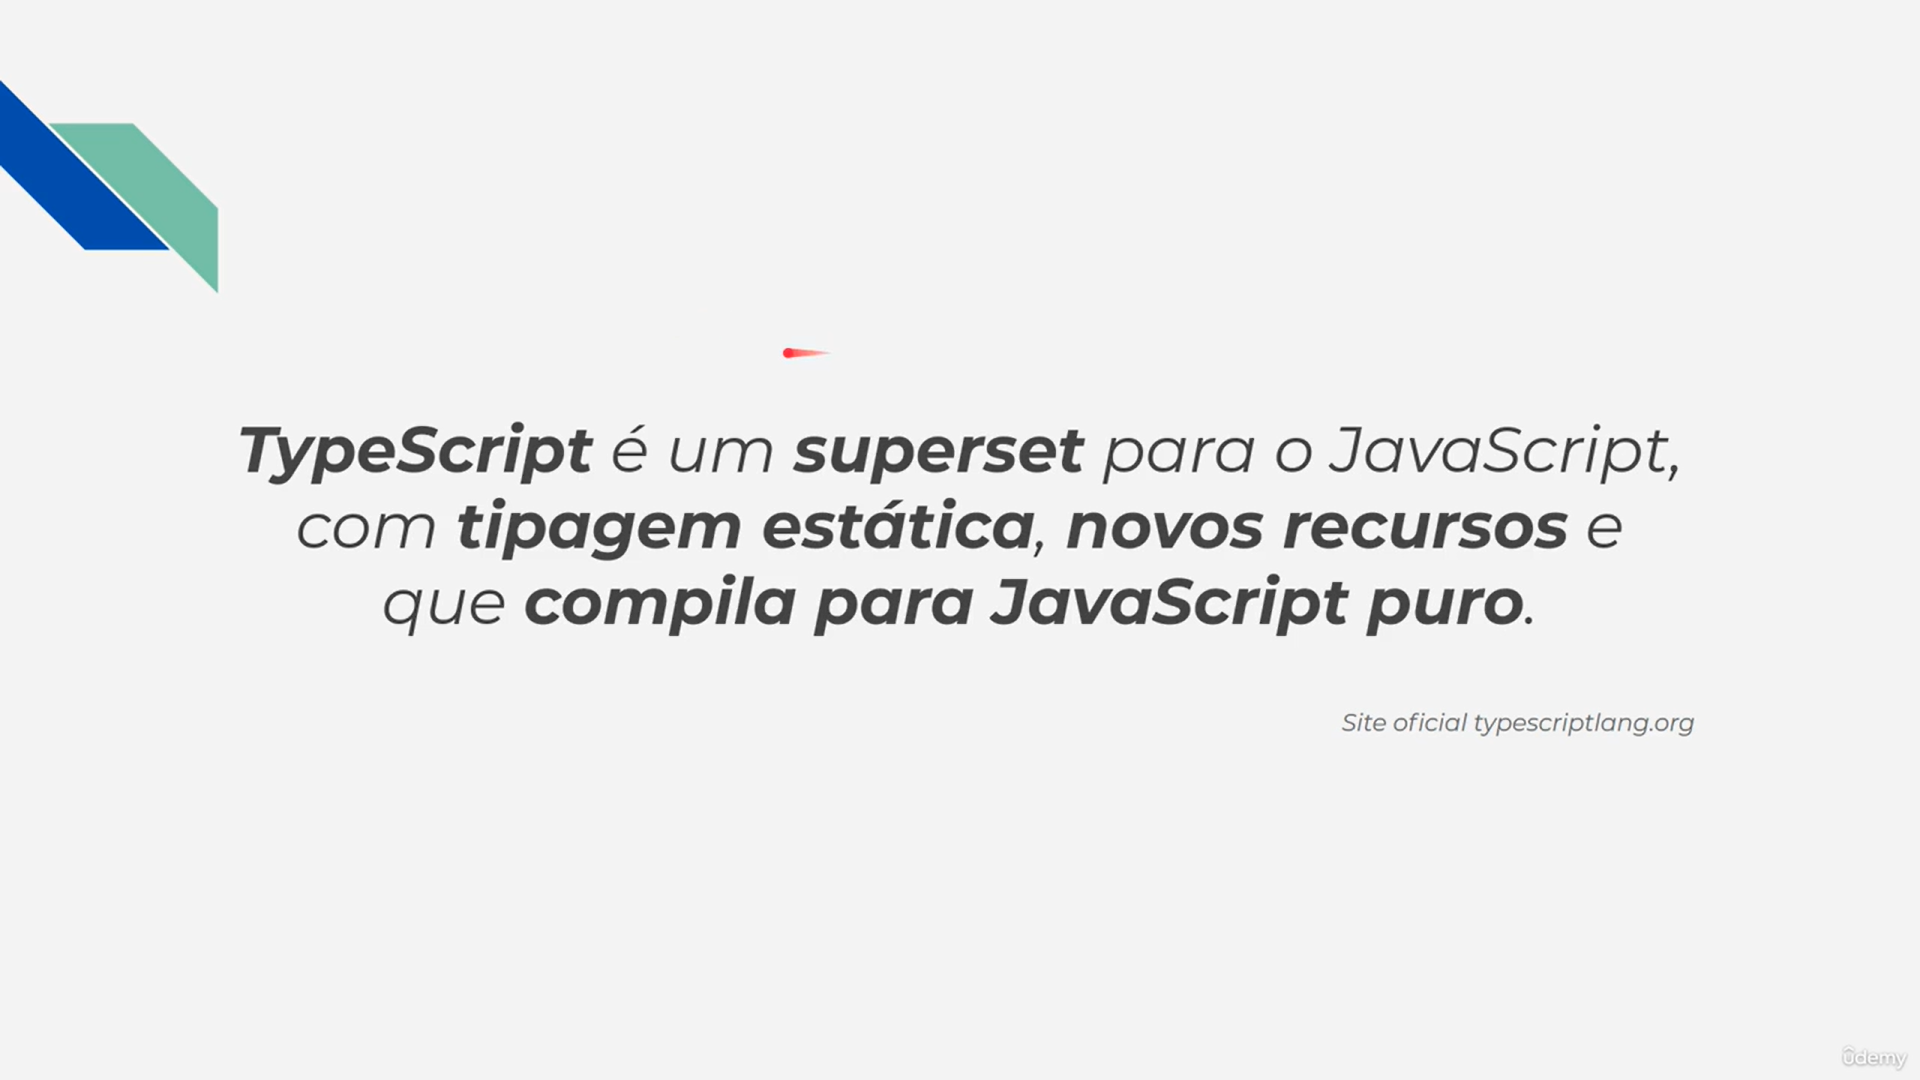 TypeScript é um superset para o JavaScript,
com tipagem estática, novos recursos e
que compila para JavaScript puro.
Site oficial typescriptlang.org
ûdemy